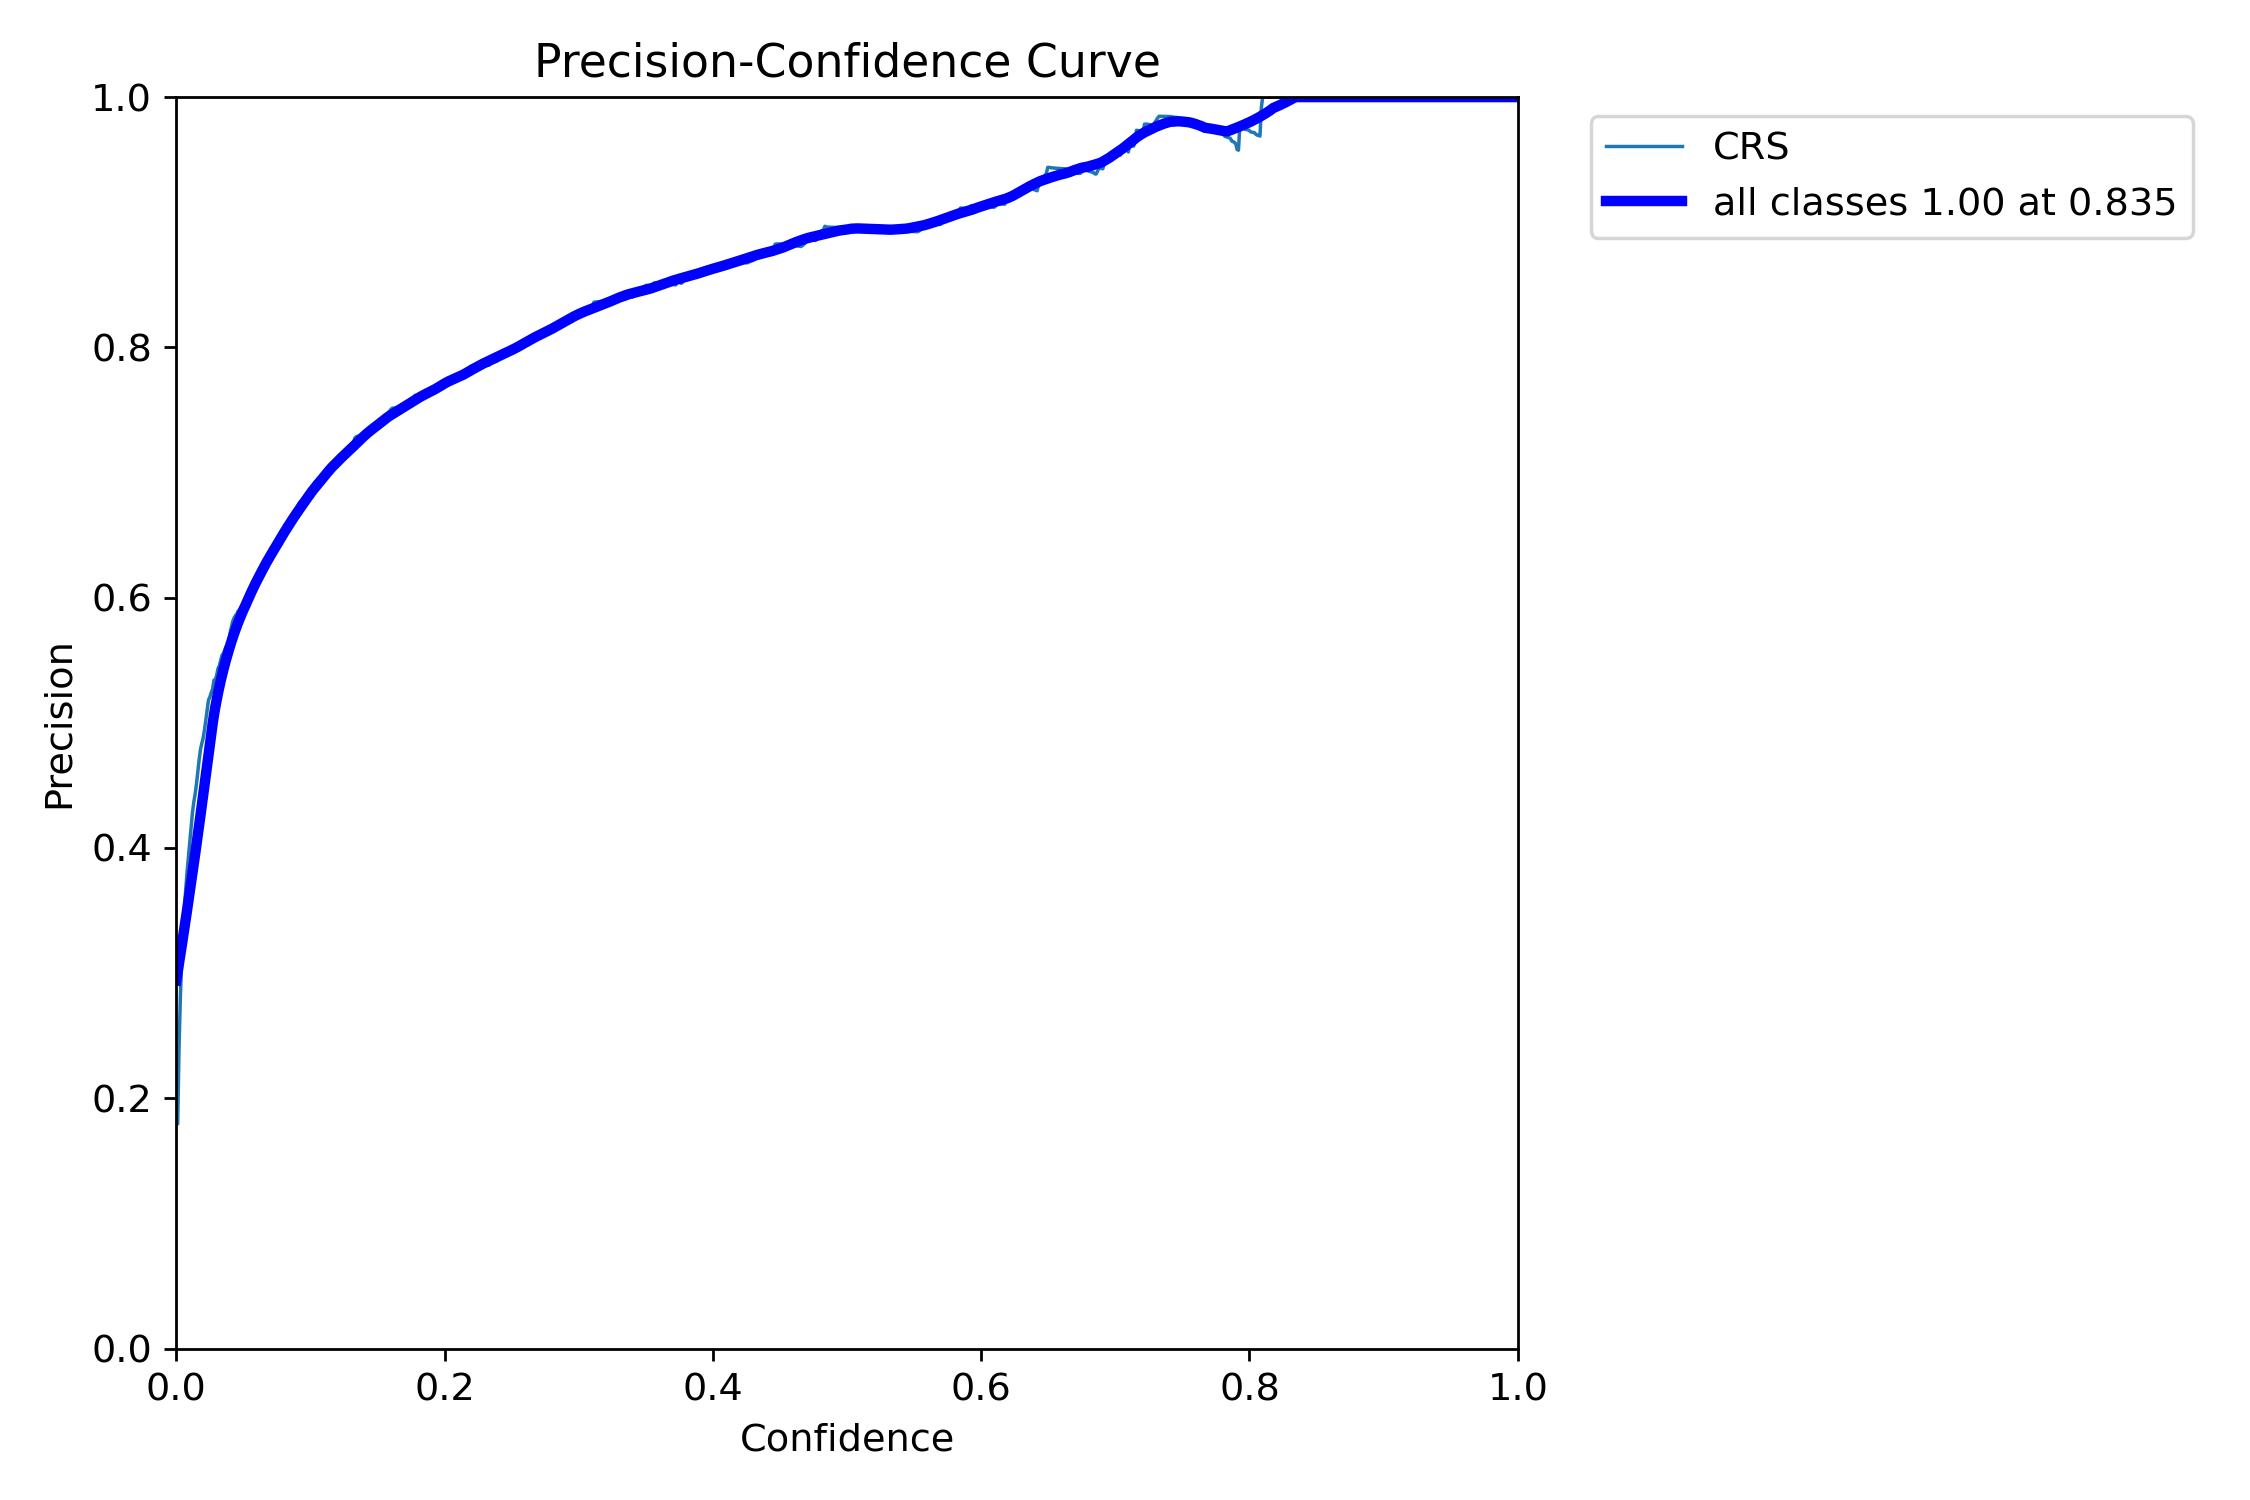 Precision-Confidence Curve
1.0
0.8
0.6
0.4
0.2
0.0
Precision
0.0 0.2 0.4 0.6 0.8 1.0
Confidence
CRS
all classes 1.00 at 0.835